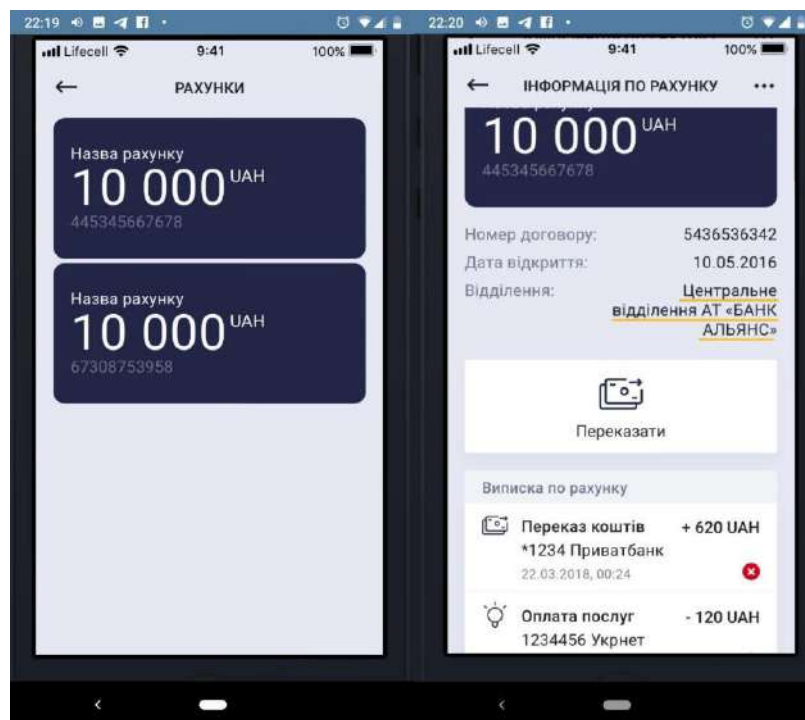 22:19
Lifecell 9:41 100%
РАХУНКИ
Назва рахунку
10 000 UAH
445345667678
Назва рахунку
10 000 UAH
67308753958
22:20
Lifecell 9:41 100%
ІНФОРМАЦІЯ ПО РАХУНКУ
10 000 UAH
445345667678
Номер договору: 5436536342
Дата відкриття: 10.05.2016
Відділення: Центральне
відділення АТ «БАНК
АЛЬЯНС»
Переказати
Виписка по рахунку
Переказ коштів + 620 UAH
*1234 Приватбанк
22.03.2018, 00:24
Оплата послуг - 120 UAH
1234456 Укрнет